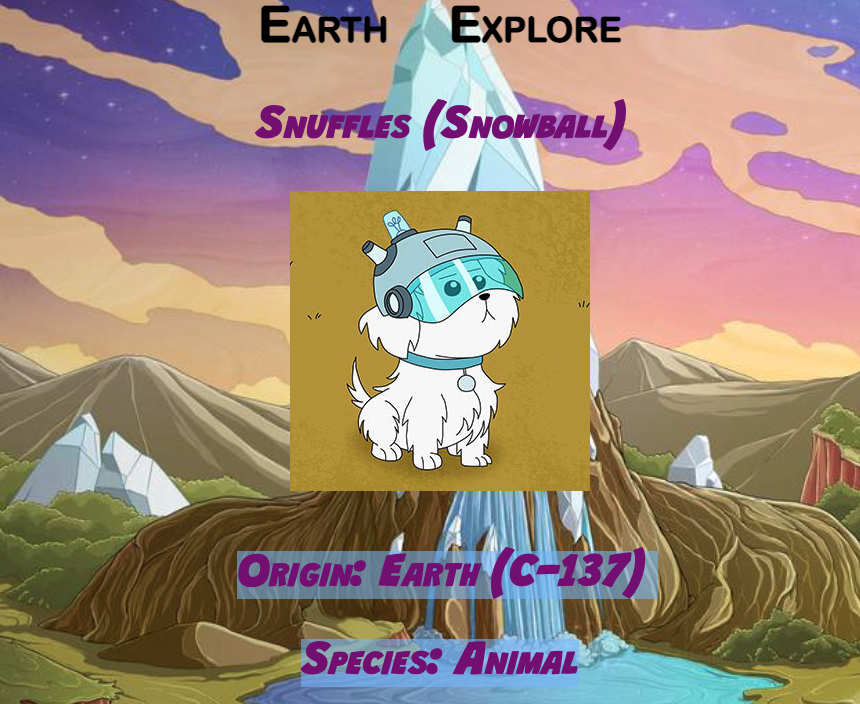 Earth Explore
Snuffles (Snowball)
Origin: Earth (C-137)
Species: Animal